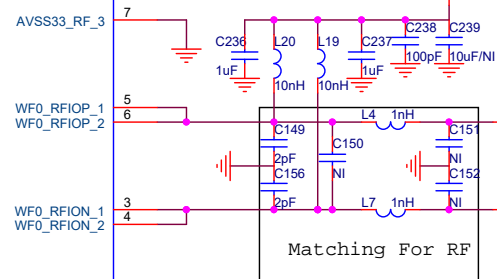 AVSS33_RF_3 7
C236 L20 L19 C237 C238 C239
1uF 10nH 10nH 1uF 100pF 10uF/NI
WF0_RFIOP_1 5
WF0_RFIOP_2 6
L4 1nH
C149 C150 C151
2pF NI NI
C156 C152
2pF NI
WF0_RFION_1 3
WF0_RFION_2 4
L7 1nH
Matching For RF